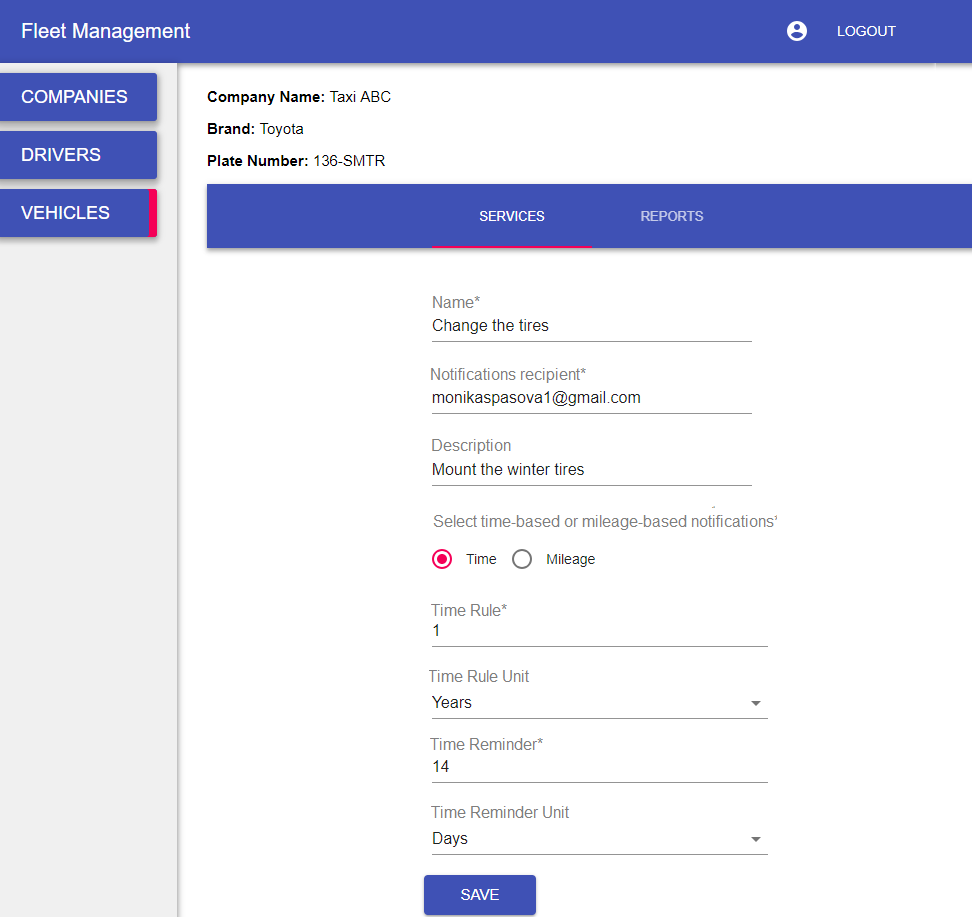 Fleet Management
LOGOUT
COMPANIES
DRIVERS
VEHICLES
Company Name: Taxi ABC
Brand: Toyota
Plate Number: 136-SMTR
SERVICES
REPORTS
Name*
Change the tires
Notifications recipient*
monikaspasova1@gmail.com
Description
Mount the winter tires
Select time-based or mileage-based notifications*
Time
Mileage
Time Rule*
1
Time Rule Unit
Years
Time Reminder*
14
Time Reminder Unit
Days
SAVE